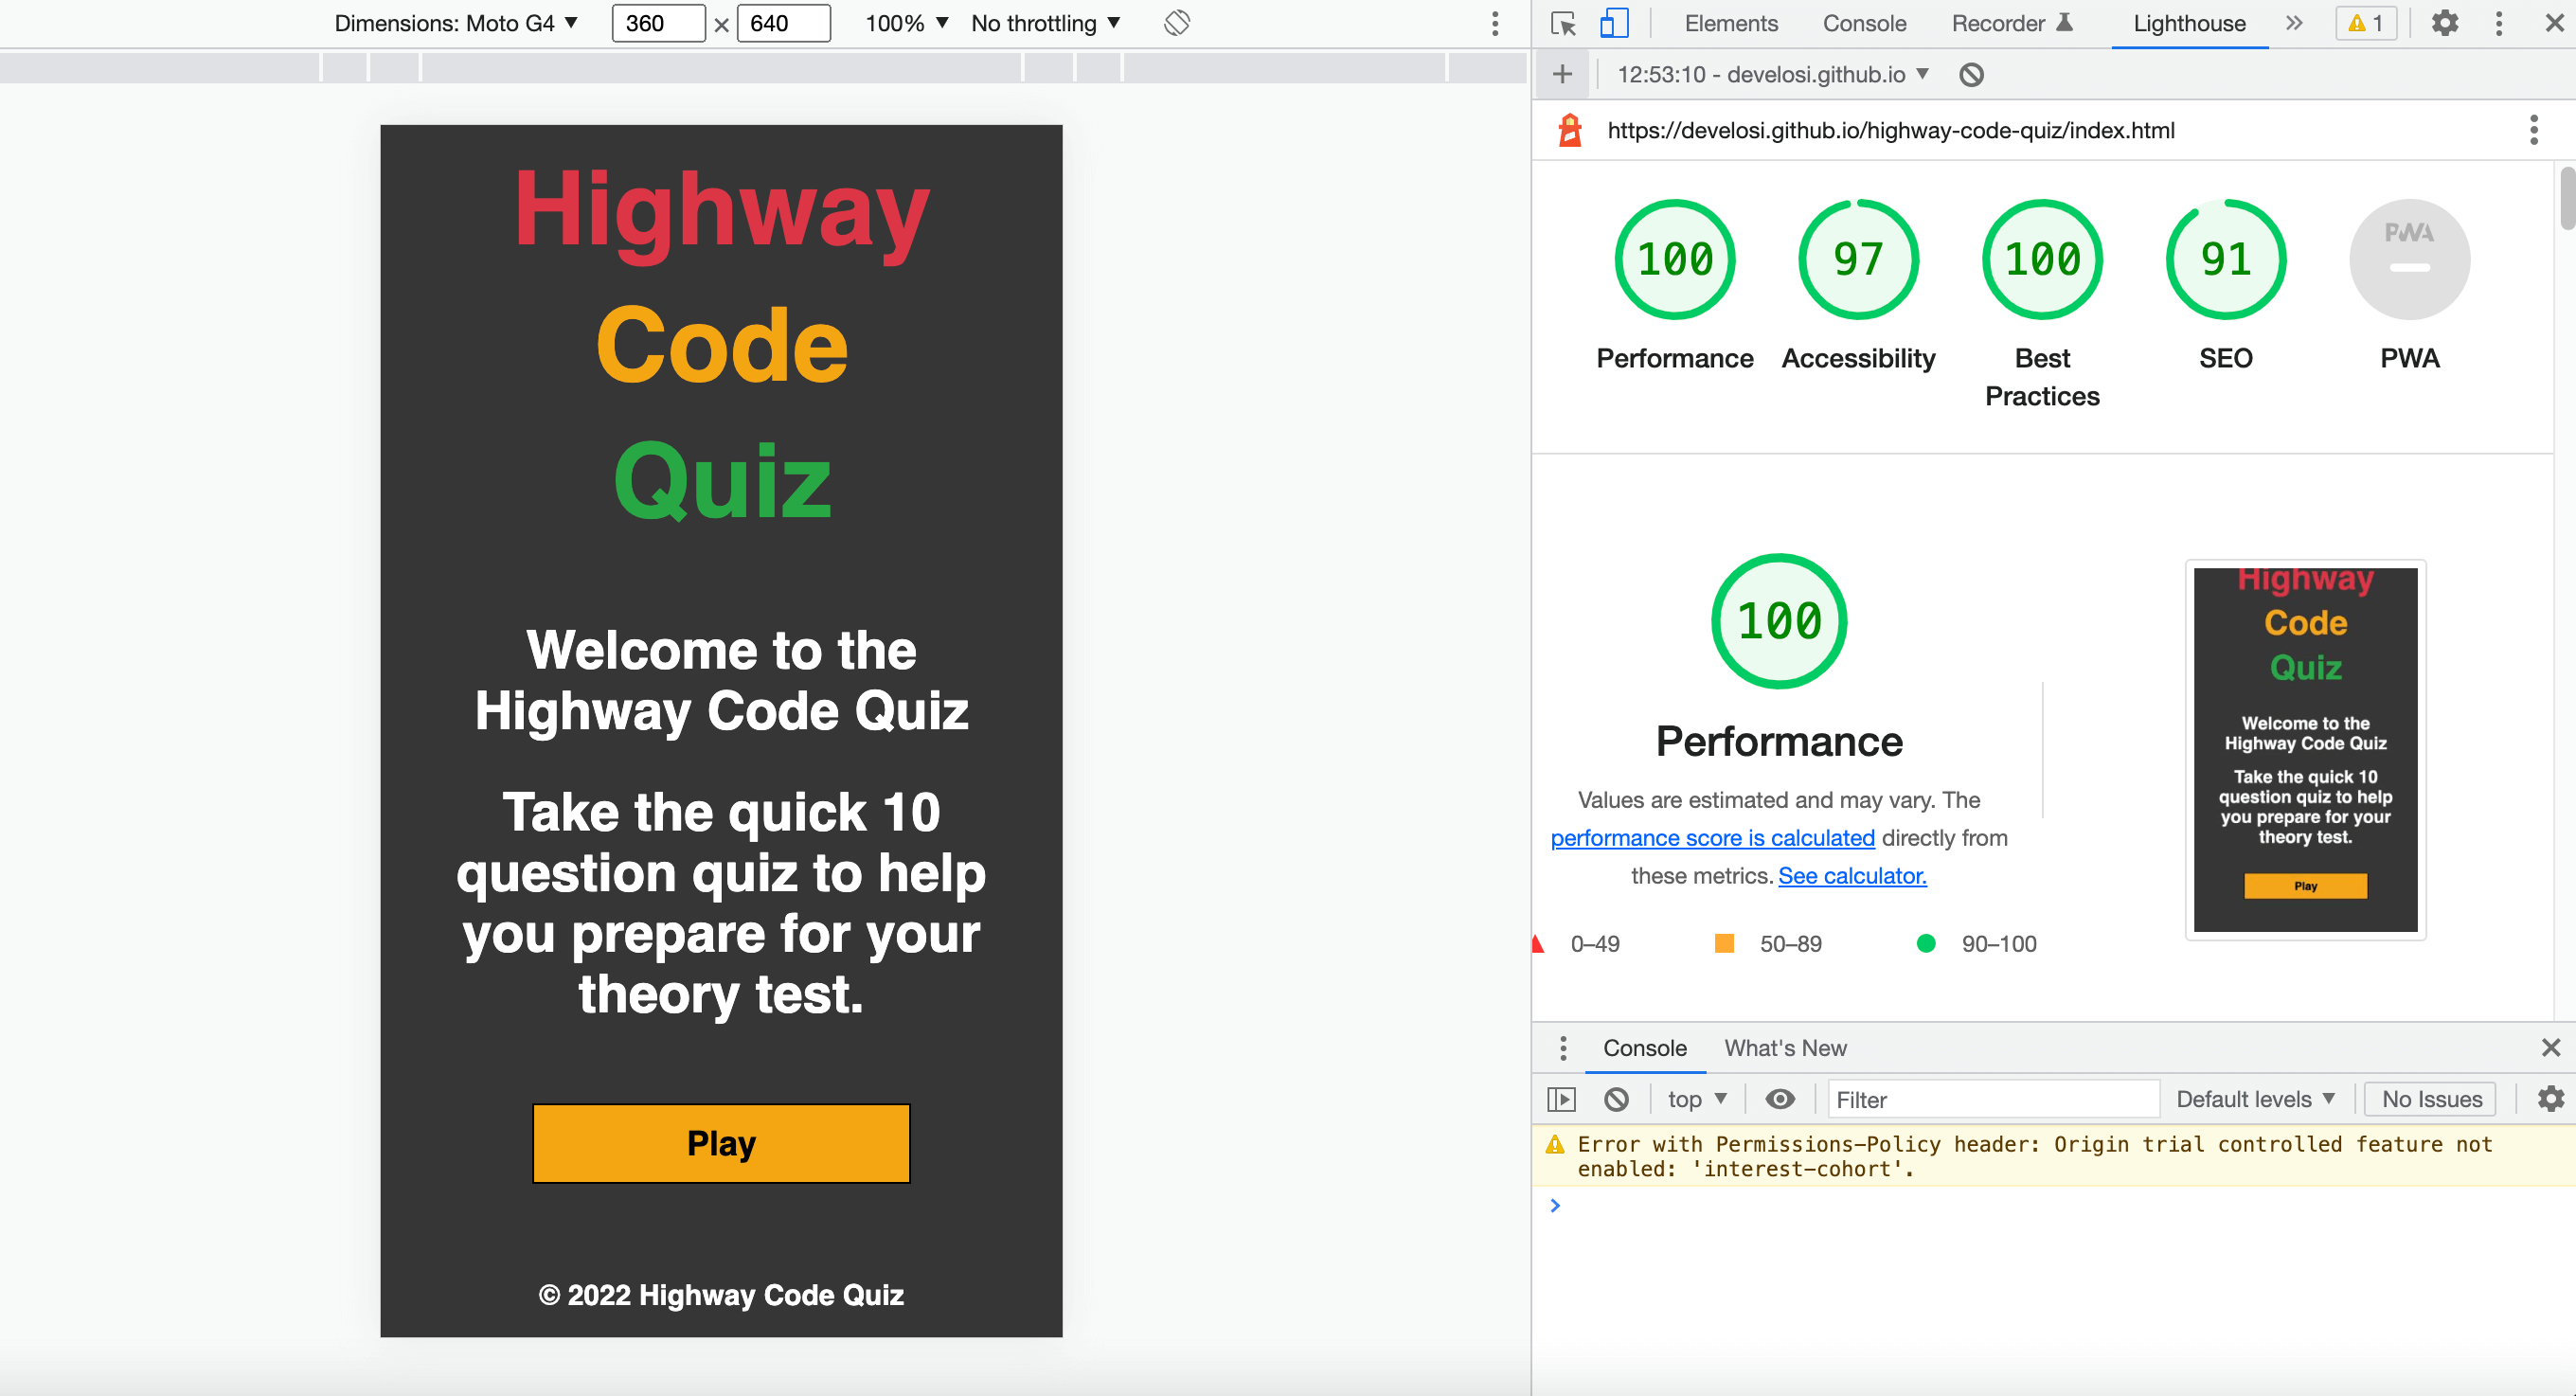 Dimensions: Moto G4 ▼ 360 × 640 100% ▼ No throttling ▼
Highway
Code
Quiz
Welcome to the
Highway Code Quiz
Take the quick 10
question quiz to help
you prepare for your
theory test.
Play
© 2022 Highway Code Quiz
Elements Console Recorder Lighthouse » 1
12:53:10 - develosi.github.io ▼
https://develosi.github.io/highway-code-quiz/index.html
100 97 100 91 PWA
Performance Accessibility Best Practices SEO PWA
100
Performance
Values are estimated and may vary. The
performance score is calculated directly from
these metrics. See calculator.
0–49 50–89 90–100
Highway
Code
Quiz
Welcome to the
Highway Code Quiz
Take the quick 10
question quiz to help
you prepare for your
theory test.
Play
Console What's New
top ▼ Filter Default levels ▼ No Issues
Error with Permissions-Policy header: Origin trial controlled feature not
enabled: 'interest-cohort'.